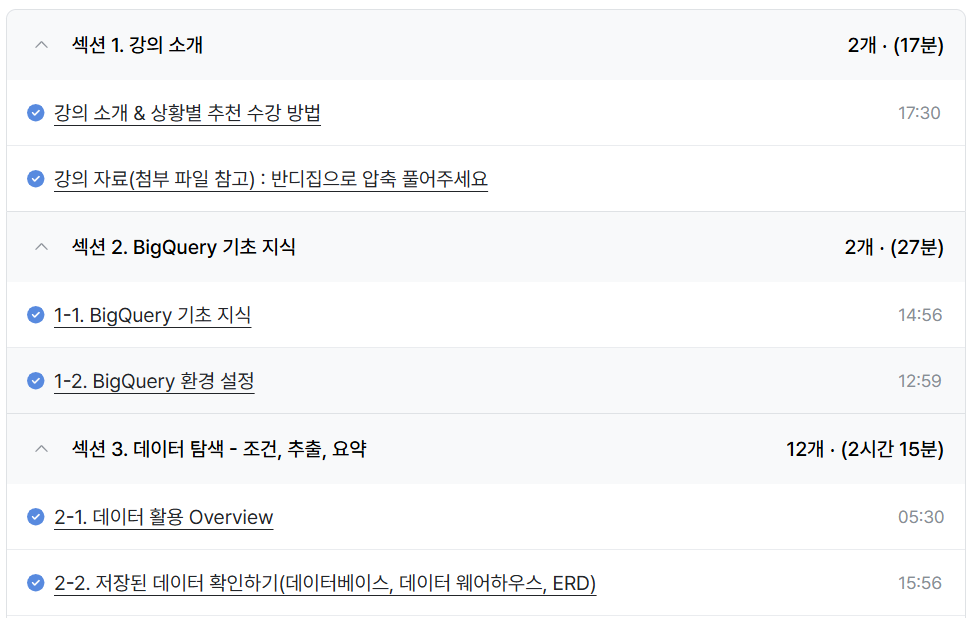 섹션 1. 강의 소개 2개 · (17분)
강의 소개 & 상황별 추천 수강 방법 17:30
강의 자료(첨부 파일 참고) : 반디집으로 압축 풀어주세요
섹션 2. BigQuery 기초 지식 2개 · (27분)
1-1. BigQuery 기초 지식 14:56
1-2. BigQuery 환경 설정 12:59
섹션 3. 데이터 탐색 - 조건, 추출, 요약 12개 · (2시간 15분)
2-1. 데이터 활용 Overview 05:30
2-2. 저장된 데이터 확인하기(데이터베이스, 데이터 웨어하우스, ERD) 15:56